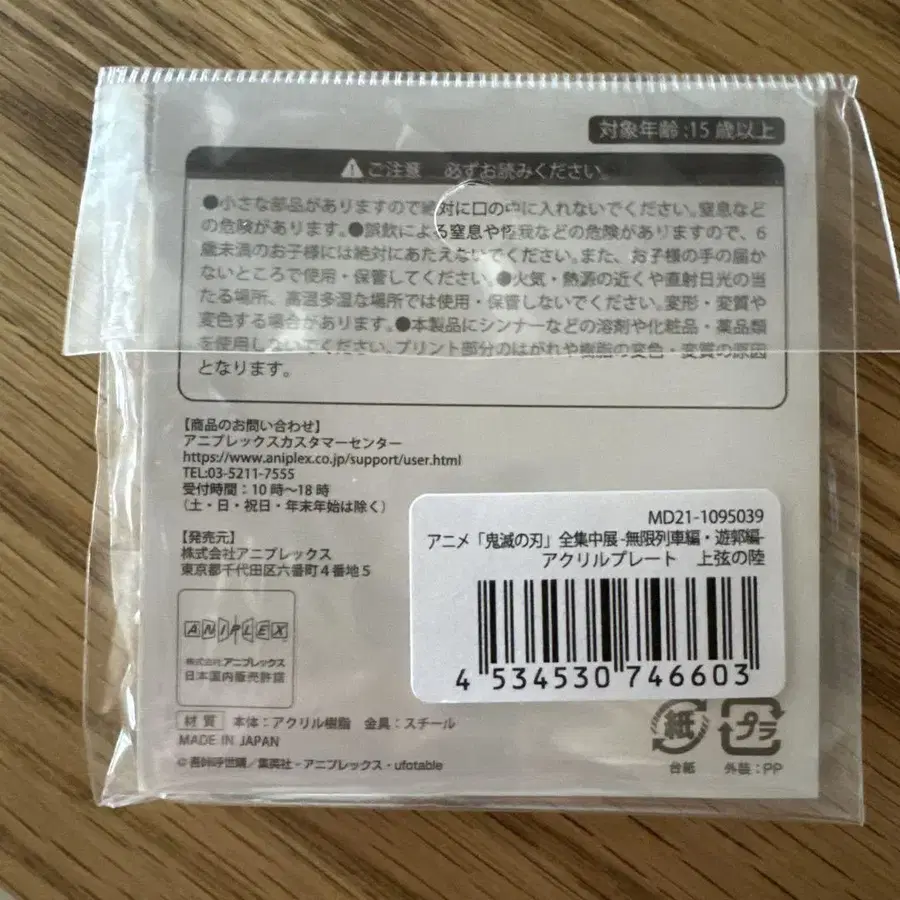 対象年齢:15歳以上
ご注意 必ずお読みください。
●小さな部品がありますので絶対に口の中に入れないでください。窒息など
の危険があります。●誤飲による窒息や怪我などの危険がありますので、6
歳未満のお子様には絶対にあたえないでください。また、お子様の手の届か
ないところで使用・保管してください。●火気・熱源の近くや直射日光の当
たる場所、高温多湿な場所では使用・保管しないでください。変形・変質や
変色する場合があります。●本製品にシンナーなどの溶剤や化粧品・薬品類
を使用しないでください。プリント部分のはがれや樹脂の変色・変質の原因
となります。
【商品のお問い合わせ】
アニプレックスカスタマーセンター
https://www.aniplex.co.jp/support/user.html
TEL:03-5211-7555
受付時間:10時〜18時
(土・日・祝日・年末年始は除く)
【発売元】
株式会社アニプレックス
東京都千代田区六番町4番地5
ANIPLEX
株式会社アニプレックス
日本国内販売許諾
材質 本体:アクリル樹脂 金具:スチール
MADE IN JAPAN
©吾峠呼世晴/集英社・アニプレックス・ufotable
MD21-1095039
アニメ「鬼滅の刃」全集中展-無限列車編・遊郭編-
アクリルプレート 上弦の陸
4 534530 746603
紙
台紙
プラ
外装:PP